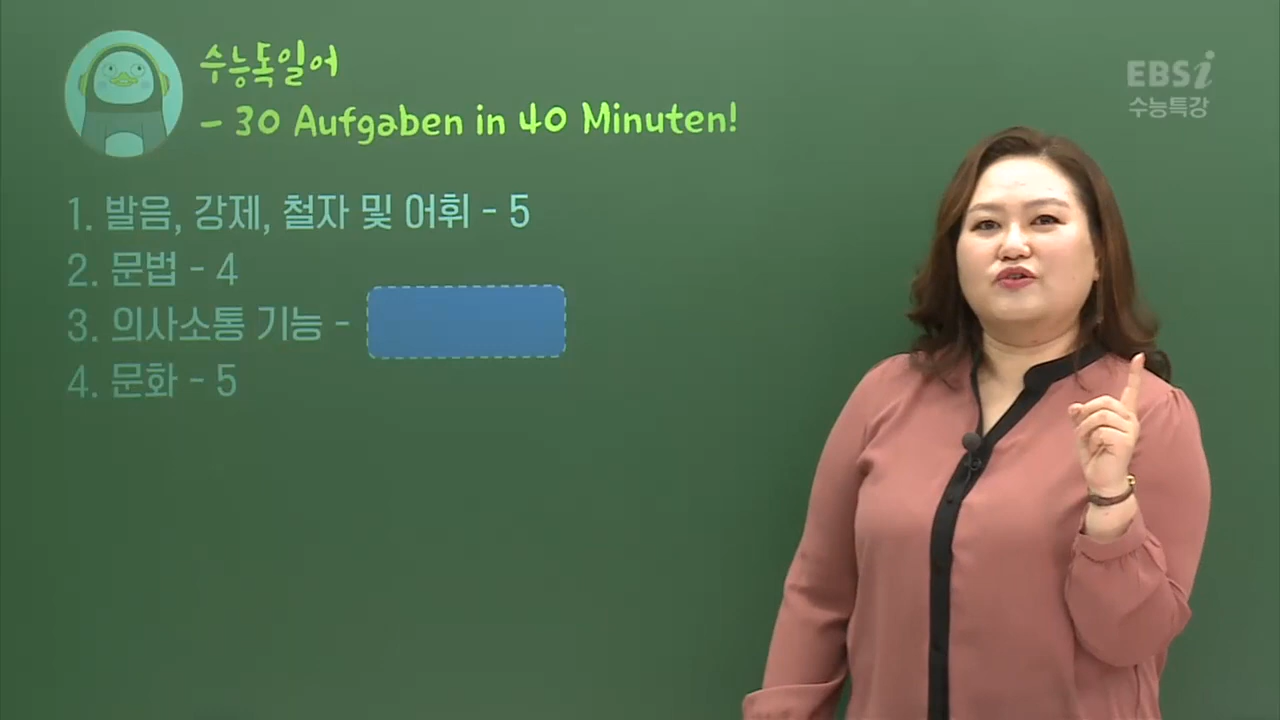 수능독일어
- 30 Aufgaben in 40 Minuten!
EBSi
수능특강
1. 발음, 강제, 철자 및 어휘 - 5
2. 문법 - 4
3. 의사소통 기능 -
4. 문화 - 5